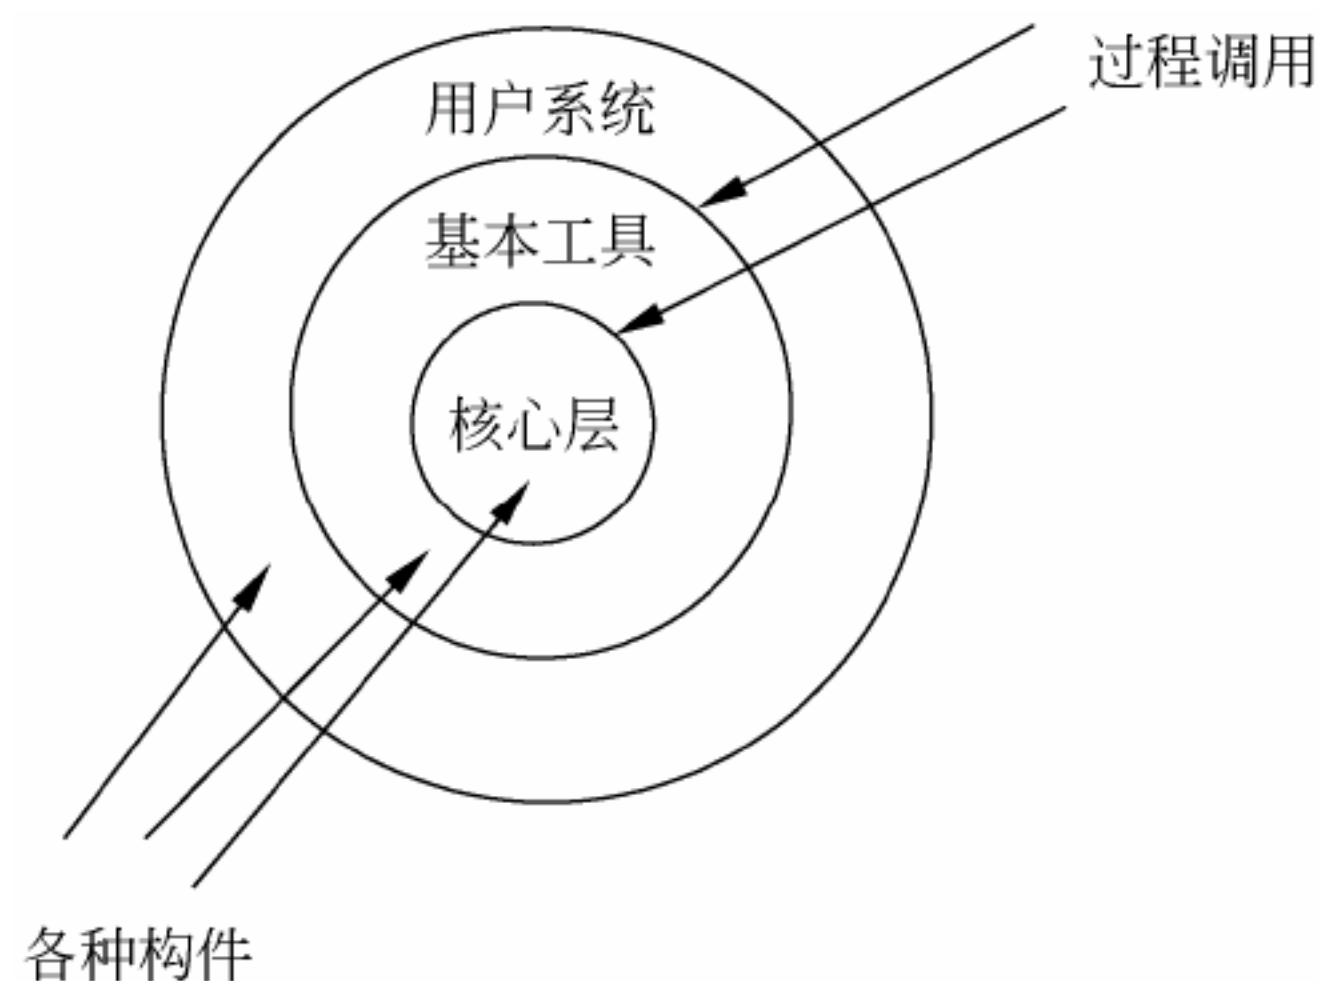 过程调用
用户系统
基本工具
核心层
各种构件